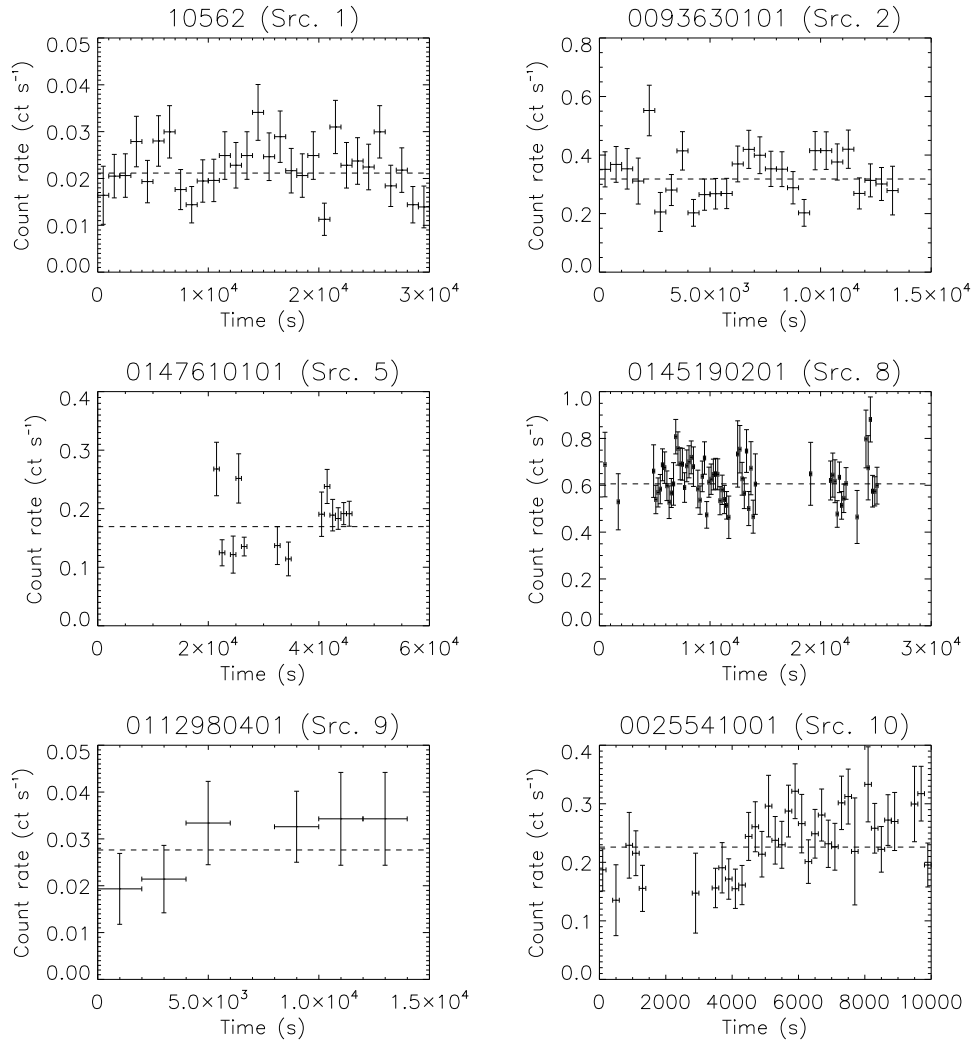 10562 (Src. 1)
Count rate (ct s⁻¹)
0.05
0.04
0.03
0.02
0.01
0.00
0 1×10⁴ 2×10⁴ 3×10⁴
Time (s)
0093630101 (Src. 2)
Count rate (ct s⁻¹)
0.8
0.6
0.4
0.2
0.0
0 5.0×10³ 1.0×10⁴ 1.5×10⁴
Time (s)
0147610101 (Src. 5)
Count rate (ct s⁻¹)
0.4
0.3
0.2
0.1
0.0
0 2×10⁴ 4×10⁴ 6×10⁴
Time (s)
0145190201 (Src. 8)
Count rate (ct s⁻¹)
1.0
0.8
0.6
0.4
0.2
0.0
0 1×10⁴ 2×10⁴ 3×10⁴
Time (s)
0112980401 (Src. 9)
Count rate (ct s⁻¹)
0.05
0.04
0.03
0.02
0.01
0.00
0 5.0×10³ 1.0×10⁴ 1.5×10⁴
Time (s)
0025541001 (Src. 10)
Count rate (ct s⁻¹)
0.4
0.3
0.2
0.1
0.0
0 2000 4000 6000 8000 10000
Time (s)